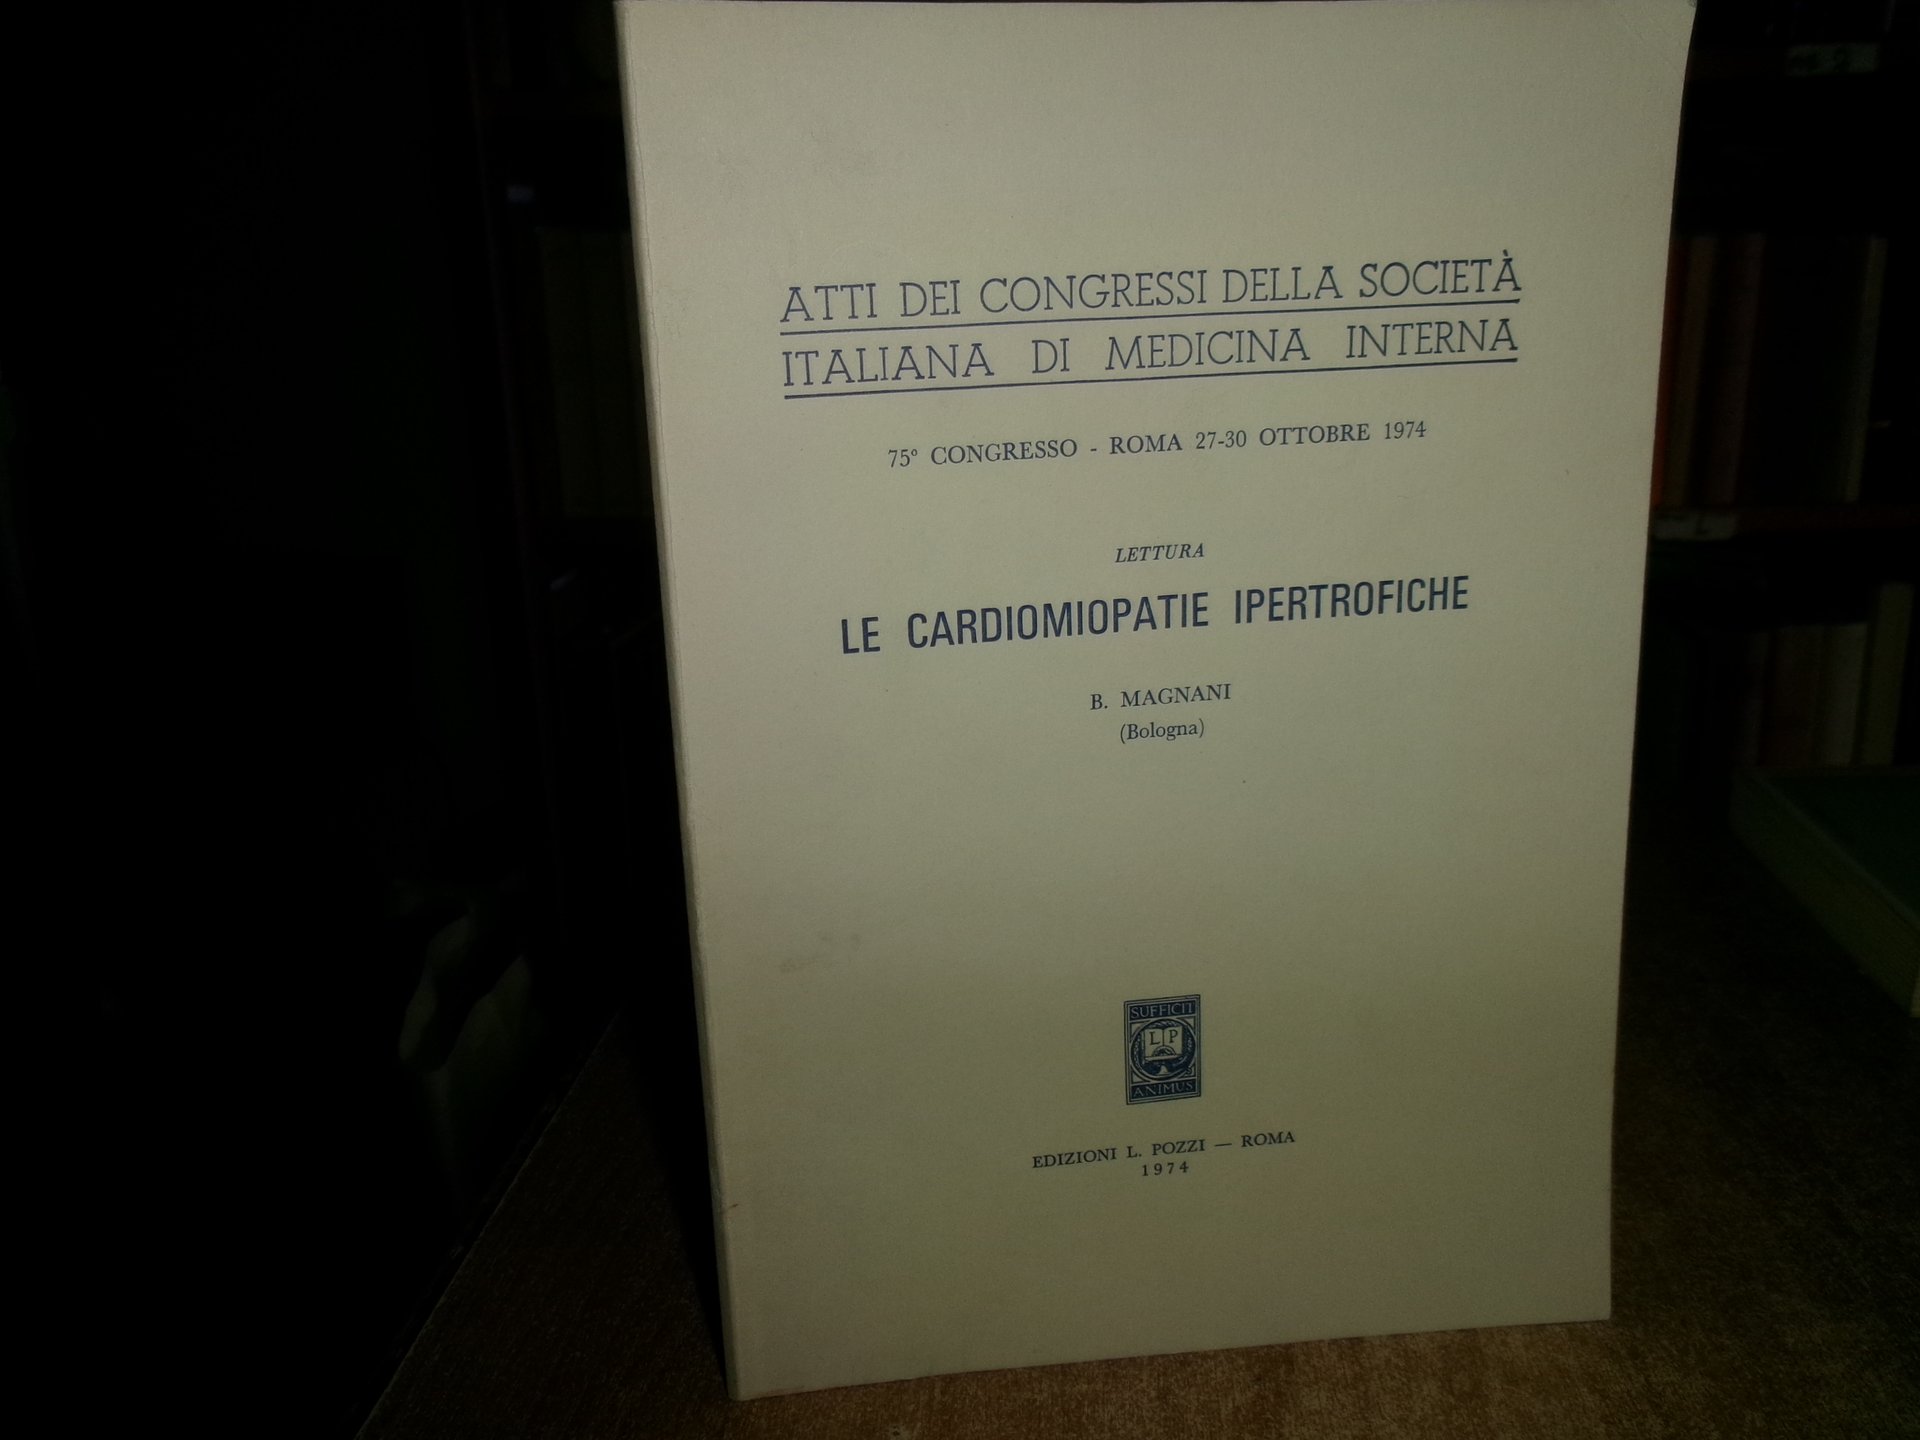 ATTI DEI CONGRESSI DELLA SOCIETÀ
ITALIANA DI MEDICINA INTERNA
75° CONGRESSO - ROMA 27-30 OTTOBRE 1974
LETTURA
LE CARDIOMIOPATIE IPERTROFICHE
B. MAGNANI
(Bologna)
SUFFICIT
L P
ANIMUS
EDIZIONI L. POZZI — ROMA
1974